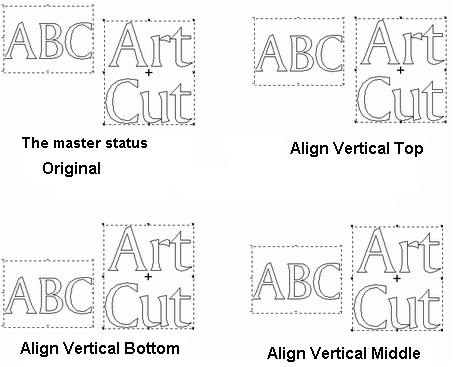 ABC
Art
Cut
The master status
Original
ABC
Art
Cut
Align Vertical Top
ABC
Art
Cut
Align Vertical Bottom
ABC
Art
Cut
Align Vertical Middle